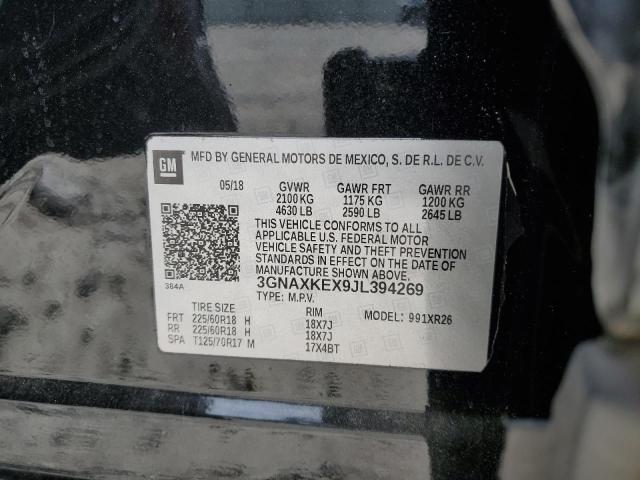 GM MFD BY GENERAL MOTORS DE MEXICO, S. DE R.L. DE C.V.
05/18 GVWR GAWR FRT GAWR RR
2100 KG 1175 KG 1200 KG
4630 LB 2590 LB 2645 LB
THIS VEHICLE CONFORMS TO ALL
APPLICABLE U.S. FEDERAL MOTOR
VEHICLE SAFETY AND THEFT PREVENTION
STANDARDS IN EFFECT ON THE DATE OF
MANUFACTURE SHOWN ABOVE.
384A 3GNAXKEX9JL394269
TYPE: M.P.V.
TIRE SIZE RIM MODEL: 991XR26
FRT 225/60R18 H 18X7J
RR 225/60R18 H 18X7J
SPA T125/70R17 M 17X4BT